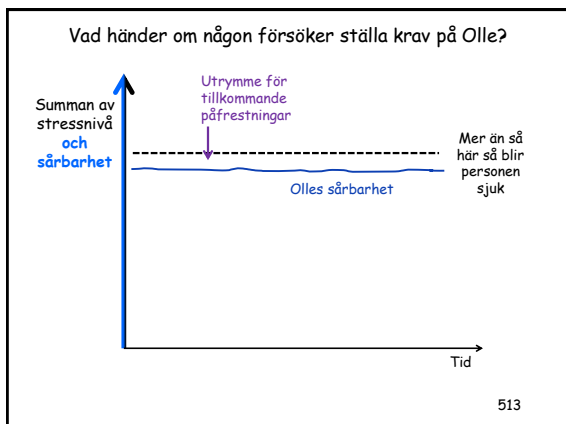 Vad händer om någon försöker ställa krav på Olle?
Utrymme för
tillkommande
påfrestningar
Summan av
stressnivå
och
sårbarhet
Mer än så
här så blir
personen
sjuk
Olles sårbarhet
Tid
513